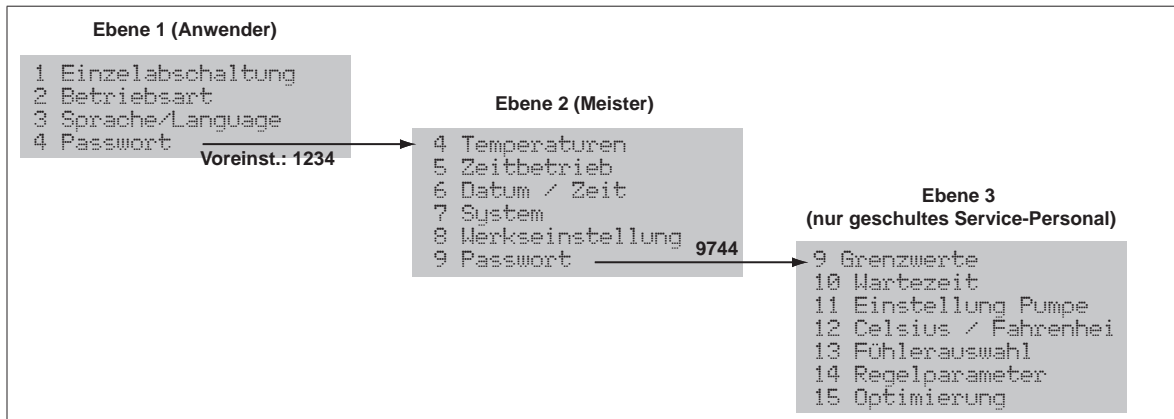 Ebene 1 (Anwender)
1 Einzelabschaltung
2 Betriebsart
3 Sprache/Language
4 Passwort
Voreinst.: 1234
Ebene 2 (Meister)
4 Temperaturen
5 Zeitbetrieb
6 Datum / Zeit
7 System
8 Werkseinstellung
9 Passwort
9744
Ebene 3
(nur geschultes Service-Personal)
9 Grenzwerte
10 Wartezeit
11 Einstellung Pumpe
12 Celsius / Fahrenhei
13 Fühlerauswahl
14 Regelparameter
15 Optimierung